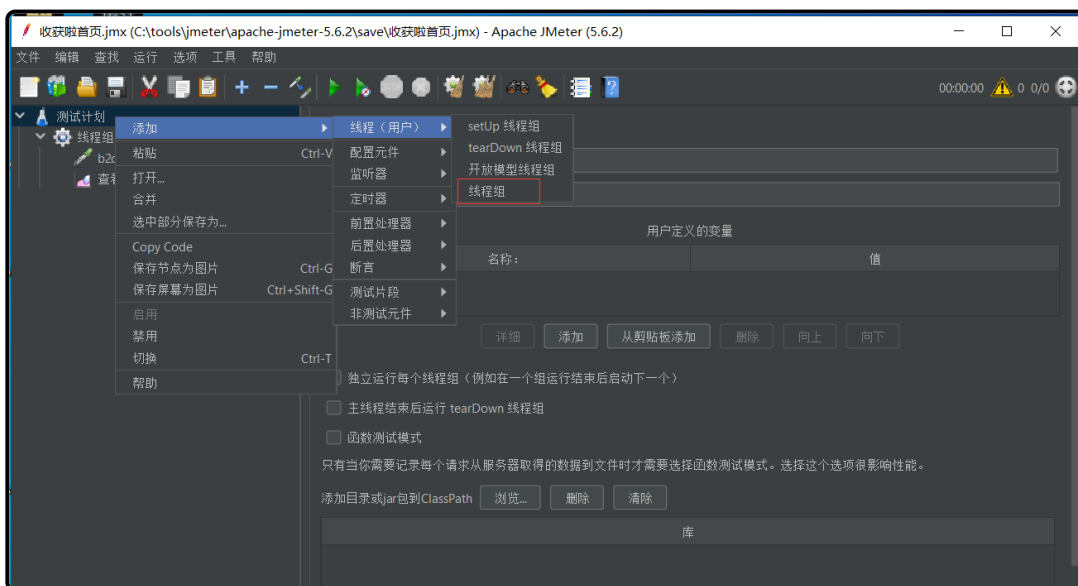 收获啦首页.jmx (C:\tools\jmeter\apache-jmeter-5.6.2\save\收获啦首页.jmx) - Apache JMeter (5.6.2)
文件 编辑 查找 运行 选项 工具 帮助
00:00:00 0 0/0
测试计划
线程组
b2c
查看
添加
粘贴 Ctrl-V
打开...
合并
选中部分保存为...
Copy Code
保存节点为图片 Ctrl-G
保存屏幕为图片 Ctrl+Shift-G
启用
禁用
切换 Ctrl-T
帮助
线程（用户）
配置元件
监听器
定时器
前置处理器
后置处理器
断言
测试片段
非测试元件
setUp 线程组
tearDown 线程组
开放模型线程组
线程组
用户定义的变量
名称: 值
详细 添加 从剪贴板添加 删除 向上 向下
独立运行每个线程组（例如在一个组运行结束后启动下一个）
主线程结束后运行 tearDown 线程组
函数测试模式
只有当你需要记录每个请求从服务器取得的数据到文件时才需要选择函数测试模式。选择这个选项很影响性能。
添加目录或jar包到ClassPath 浏览... 删除 清除
库